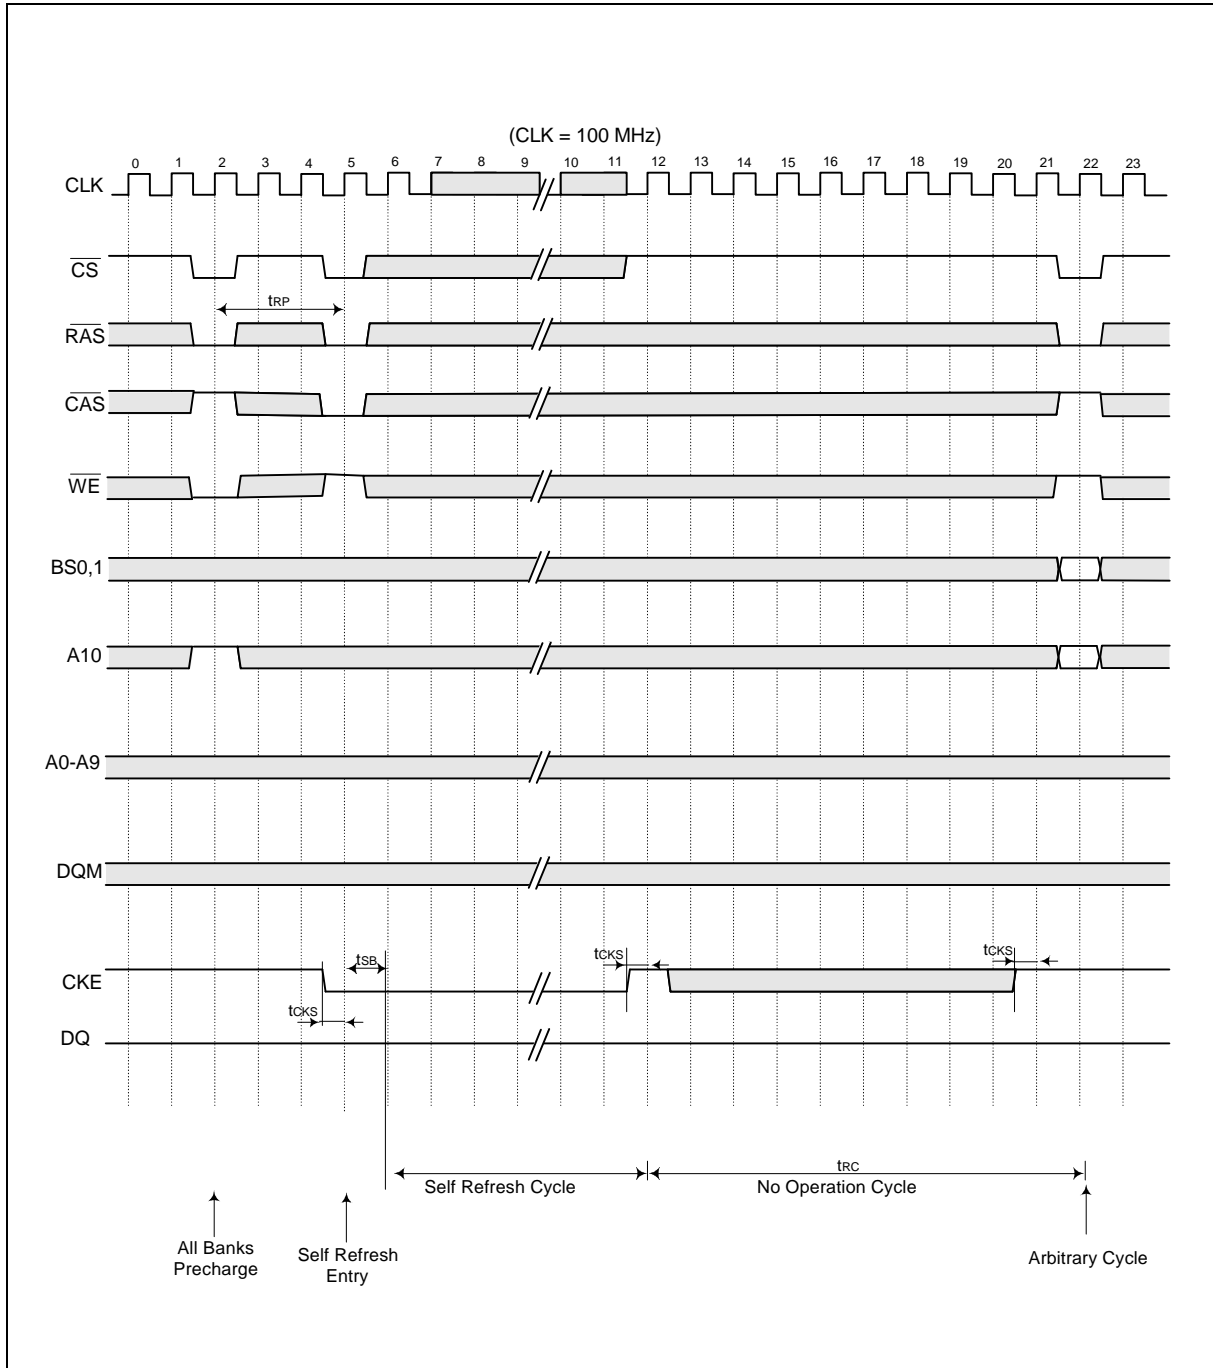 (CLK = 100 MHz)
0 1 2 3 4 5 6 7 8 9 10 11 12 13 14 15 16 17 18 19 20 21 22 23
CLK
CS
tRP
RAS
CAS
WE
BS0,1
A10
A0-A9
DQM
tSB
tCKS
tCKS
CKE
tCKS
DQ
tRC
Self Refresh Cycle
No Operation Cycle
All Banks
Precharge
Self Refresh
Entry
Arbitrary Cycle